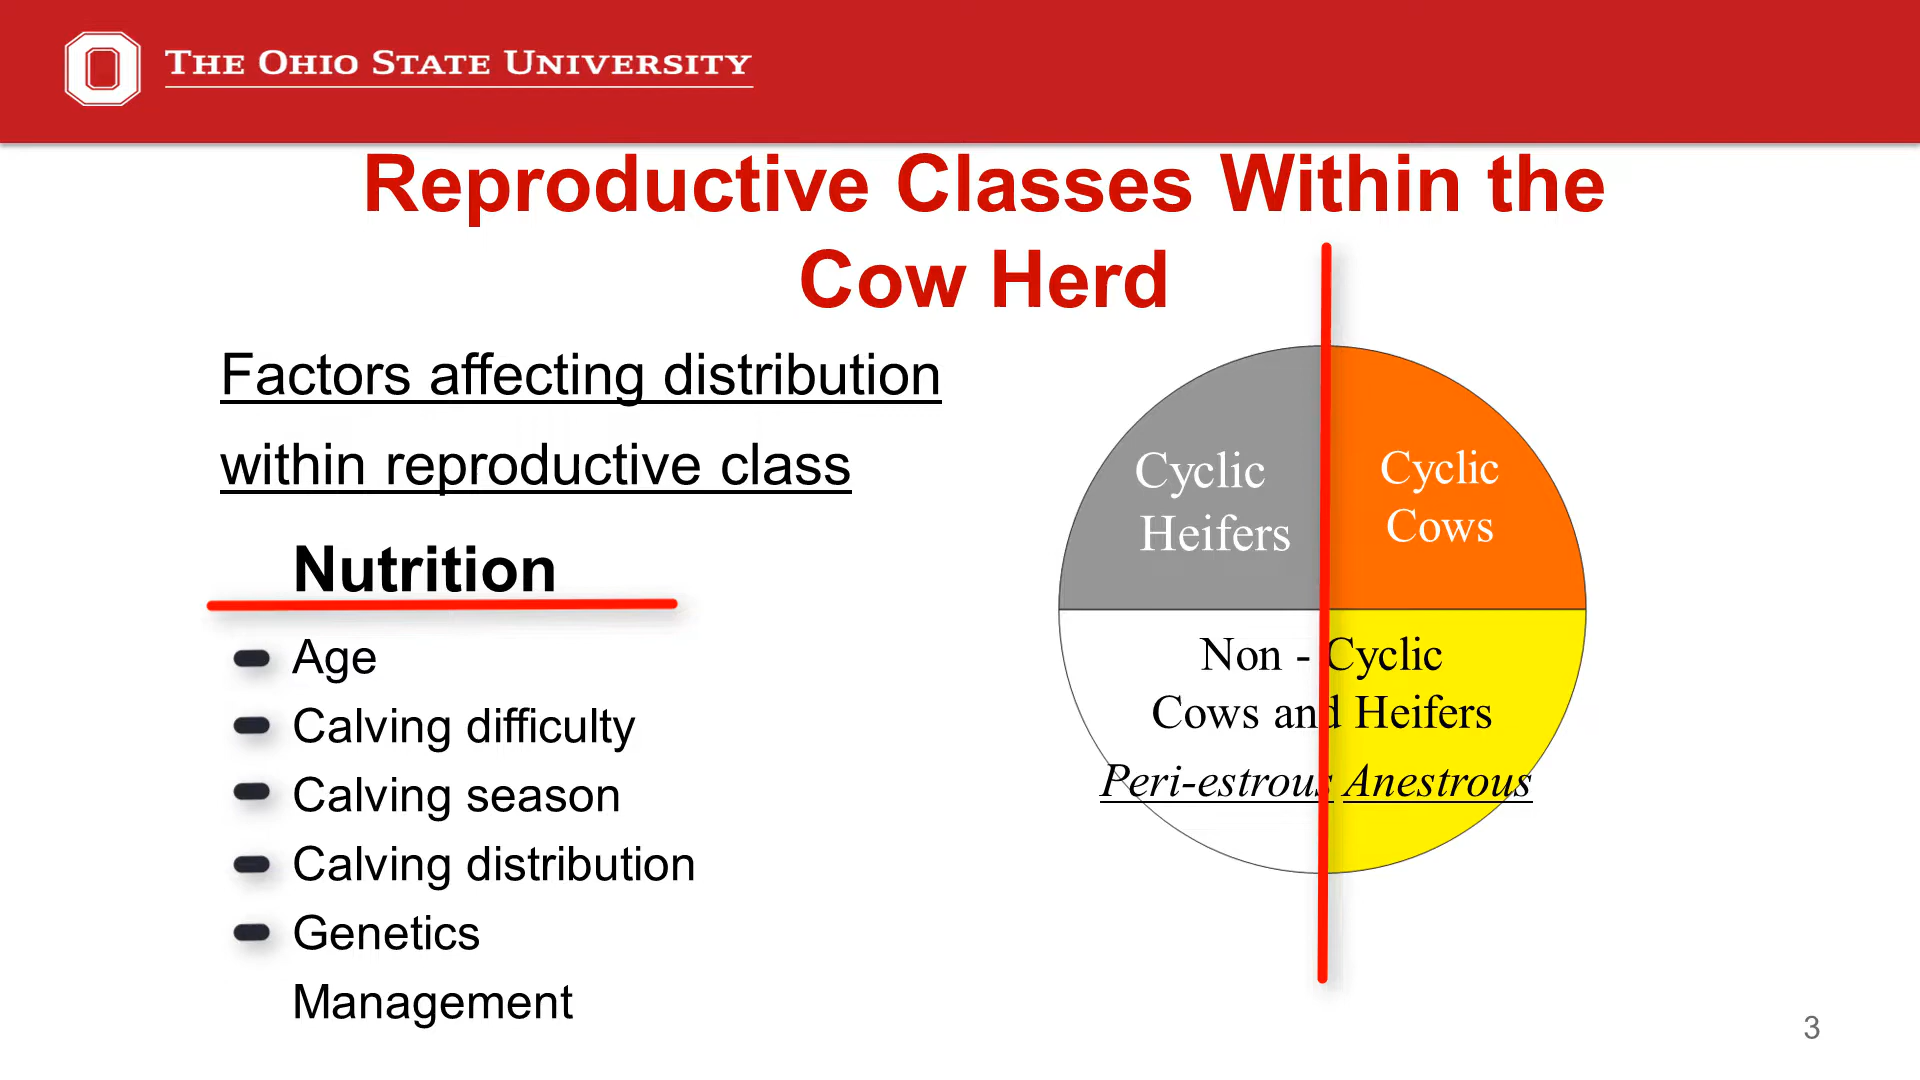 THE OHIO STATE UNIVERSITY
Reproductive Classes Within the
Cow Herd
Factors affecting distribution
within reproductive class
Nutrition
Age
Calving difficulty
Calving season
Calving distribution
Genetics
Management
Cyclic
Heifers
Cyclic
Cows
Non - Cyclic
Cows and Heifers
Peri-estrous Anestrous
3